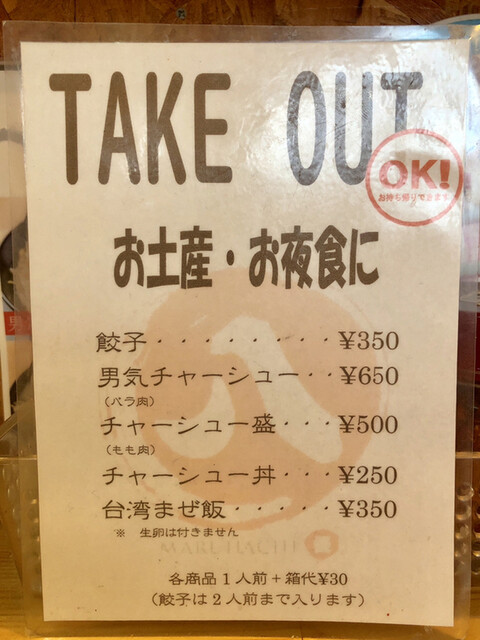 TAKE OUT
OK!
お持ち帰りできます
お土産・お夜食に
餃子・・・・・・・・・¥350
男気チャーシュー・・¥650
(バラ肉)
チャーシュー盛・・・¥500
(もも肉)
チャーシュー丼・・・¥250
台湾まぜ飯・・・・・¥350
※ 生卵は付きません
MARUHACHI
各商品1人前+箱代¥30
(餃子は2人前まで入ります)